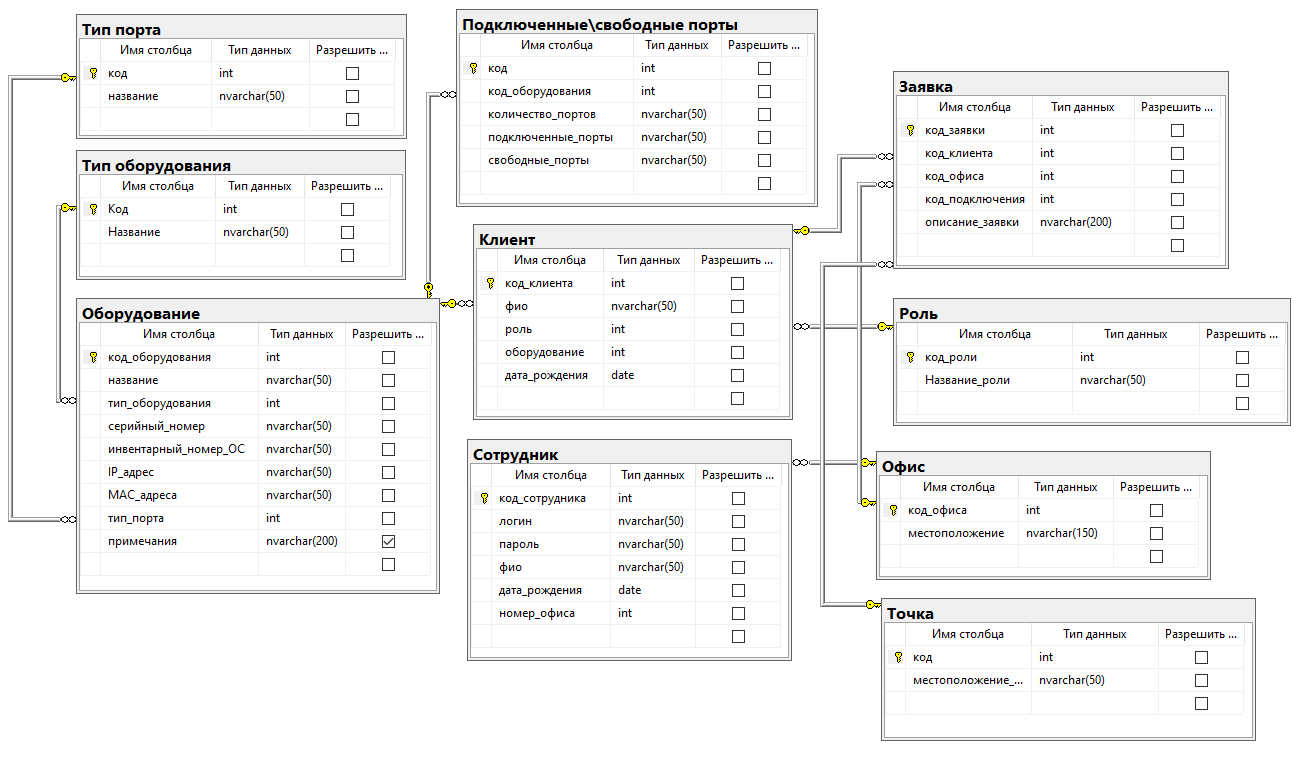 Тип порта
Имя столбца Тип данных Разрешить ...
код int
название nvarchar(50)
Тип оборудования
Имя столбца Тип данных Разрешить ...
Код int
Название nvarchar(50)
Оборудование
Имя столбца Тип данных Разрешить ...
код_оборудования int
название nvarchar(50)
тип_оборудования int
серийный_номер nvarchar(50)
инвентарный_номер_ОС nvarchar(50)
IP_адрес nvarchar(50)
MAC_адреса nvarchar(50)
тип_порта int
примечания nvarchar(200)
Подключенные\свободные порты
Имя столбца Тип данных Разрешить ...
код int
код_оборудования int
количество_портов nvarchar(50)
подключенные_порты nvarchar(50)
свободные_порты nvarchar(50)
Клиент
Имя столбца Тип данных Разрешить ...
код_клиента int
фио nvarchar(50)
роль int
оборудование int
дата_рождения date
Сотрудник
Имя столбца Тип данных Разрешить ...
код_сотрудника int
логин nvarchar(50)
пароль nvarchar(50)
фио nvarchar(50)
дата_рождения date
номер_офиса int
Заявка
Имя столбца Тип данных Разрешить ...
код_заявки int
код_клиента int
код_офиса int
код_подключения int
описание_заявки nvarchar(200)
Роль
Имя столбца Тип данных Разрешить ...
код_роли int
Название_роли nvarchar(50)
Офис
Имя столбца Тип данных Разрешить ...
код_офиса int
местоположение nvarchar(150)
Точка
Имя столбца Тип данных Разрешить ...
код int
местоположение_... nvarchar(50)